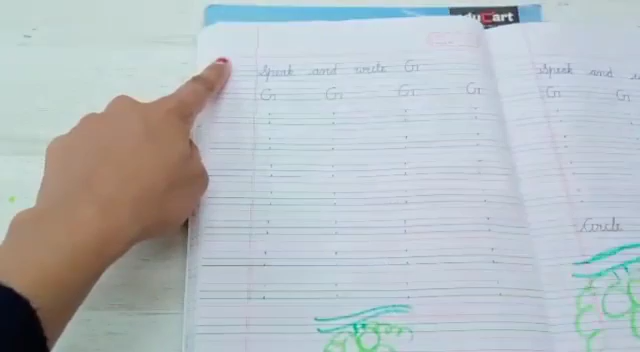 Speak and write G
G G G G
Speak and
G G
Circle